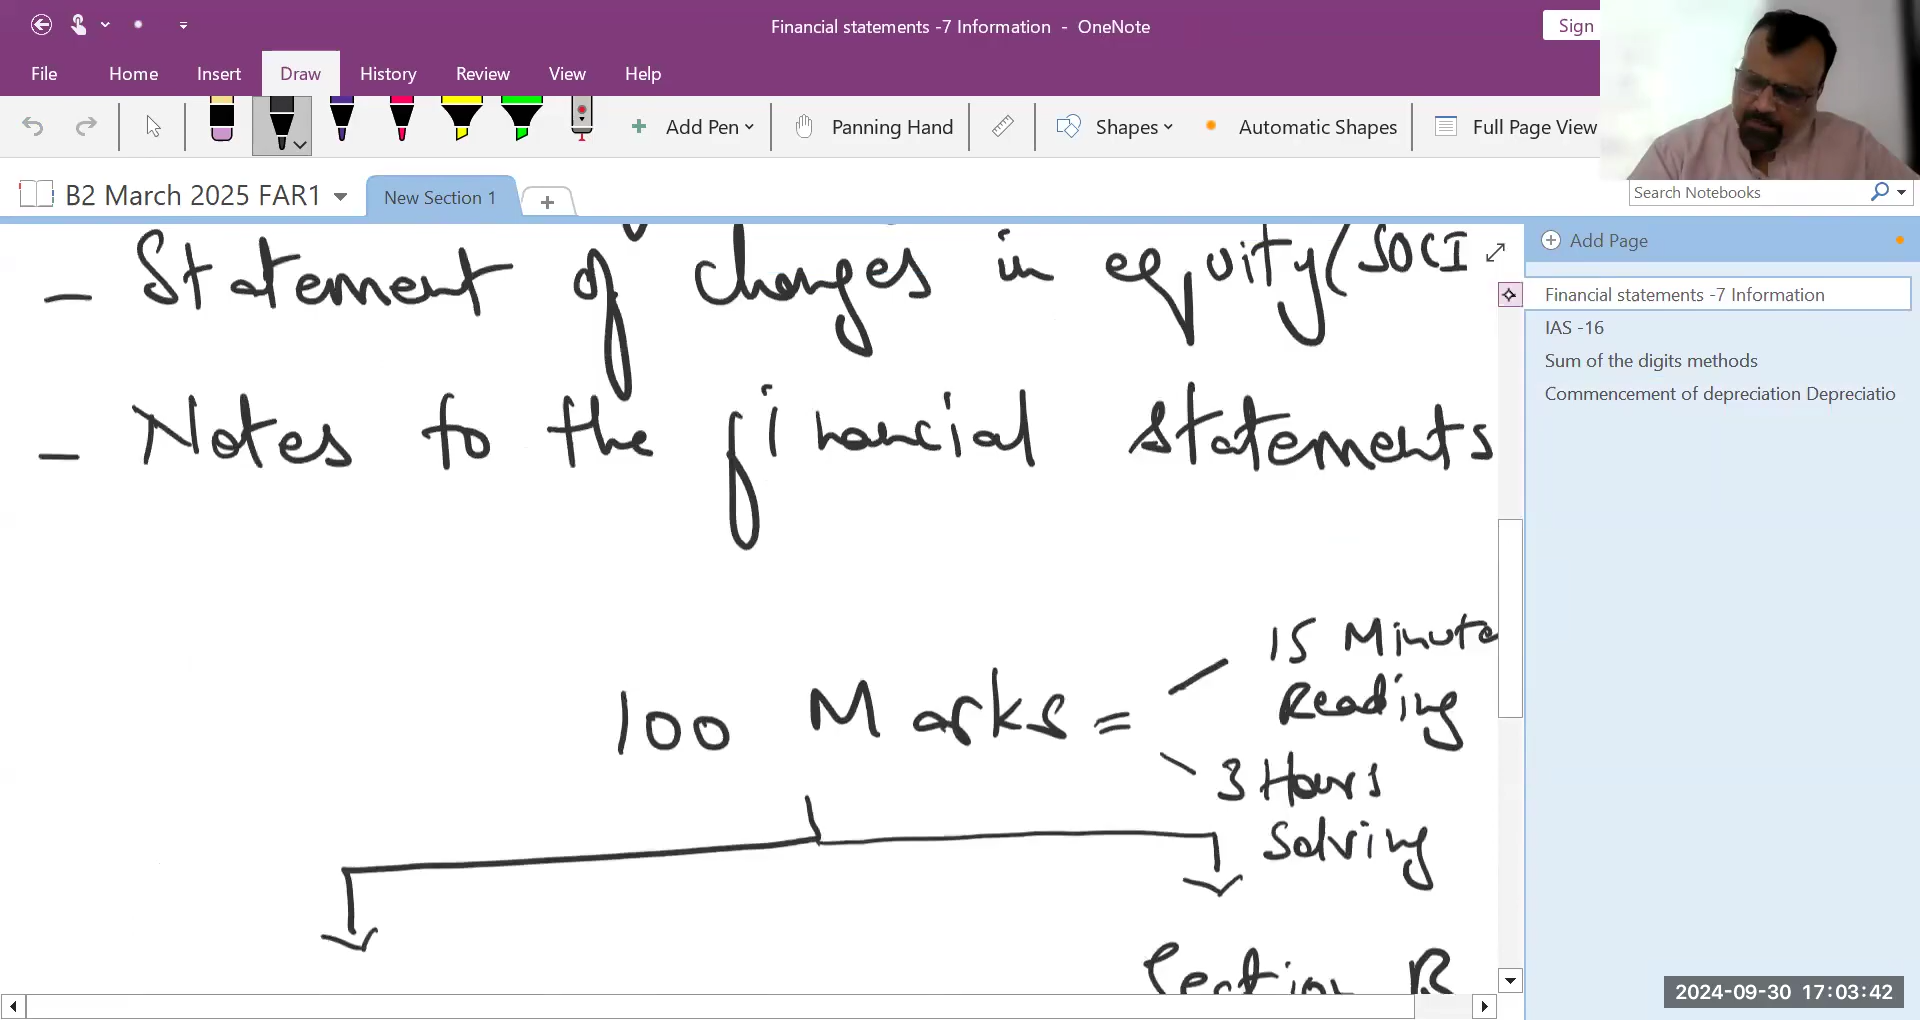 Financial statements -7 Information - OneNote
Sign
File Home Insert Draw History Review View Help
Add Pen Panning Hand Shapes Automatic Shapes Full Page View
B2 March 2025 FAR1 New Section 1
Search Notebooks
Add Page
Financial statements -7 Information
IAS -16
Sum of the digits methods
Commencement of depreciation Depreciatio
- Statement of changes in equity (SOCI
- Notes to the financial statements
15 Minute
Reading
100 Marks =
3 Hours
Solving
Section B
2024-09-30 17:03:42